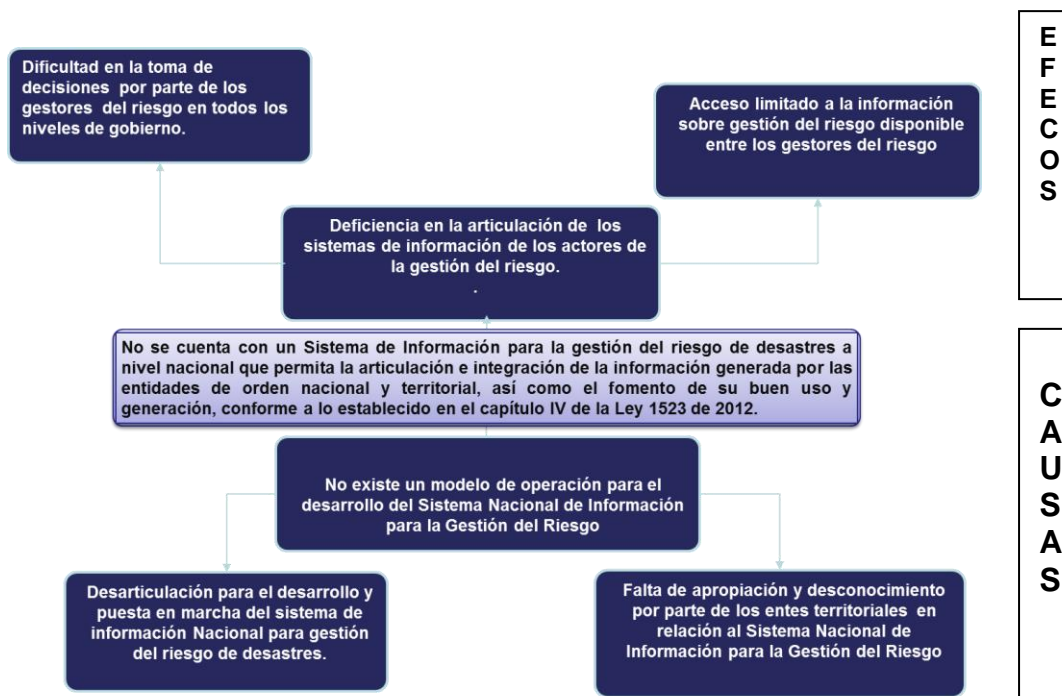 Dificultad en la toma de
decisiones por parte de los
gestores del riesgo en todos los
niveles de gobierno.
Acceso limitado a la información
sobre gestión del riesgo disponible
entre los gestores del riesgo
Deficiencia en la articulación de los
sistemas de información de los actores de
la gestión del riesgo.
.
No se cuenta con un Sistema de Información para la gestión del riesgo de desastres a
nivel nacional que permita la articulación e integración de la información generada por las
entidades de orden nacional y territorial, así como el fomento de su buen uso y
generación, conforme a lo establecido en el capítulo IV de la Ley 1523 de 2012.
No existe un modelo de operación para el
desarrollo del Sistema Nacional de Información
para la Gestión del Riesgo
Desarticulación para el desarrollo y
puesta en marcha del sistema de
información Nacional para gestión
del riesgo de desastres.
Falta de apropiación y desconocimiento
por parte de los entes territoriales en
relación al Sistema Nacional de
Información para la Gestión del Riesgo
E
F
E
C
O
S
C
A
U
S
A
S